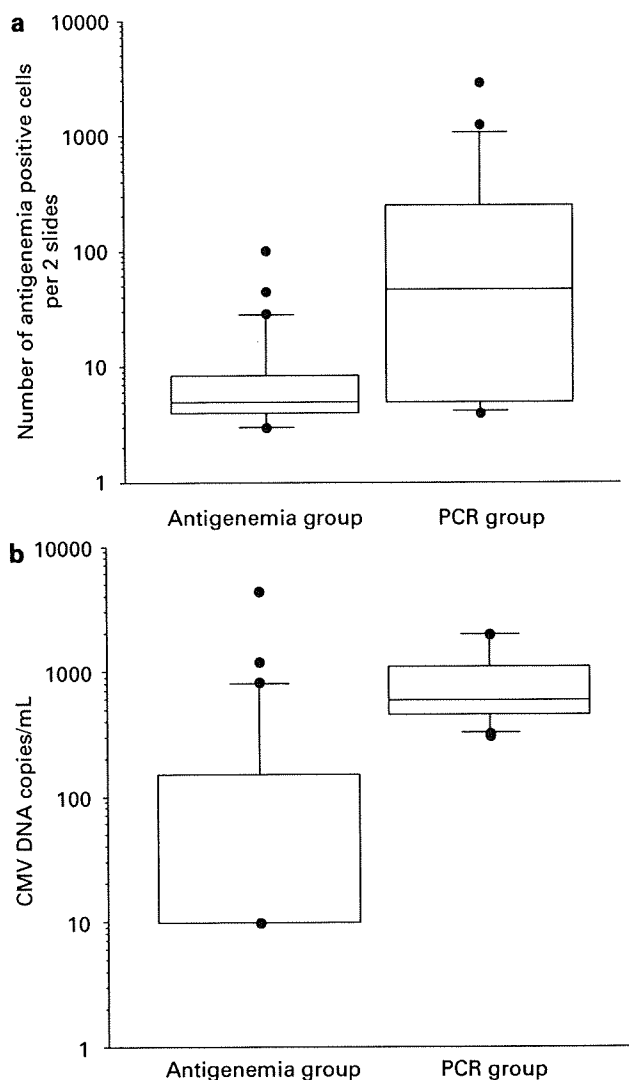 a
10000
1000
100
10
1
Number of antigenemia positive cells
per 2 slides
Antigenemia group
PCR group
b
10000
1000
100
10
1
CMV DNA copies/mL
Antigenemia group
PCR group